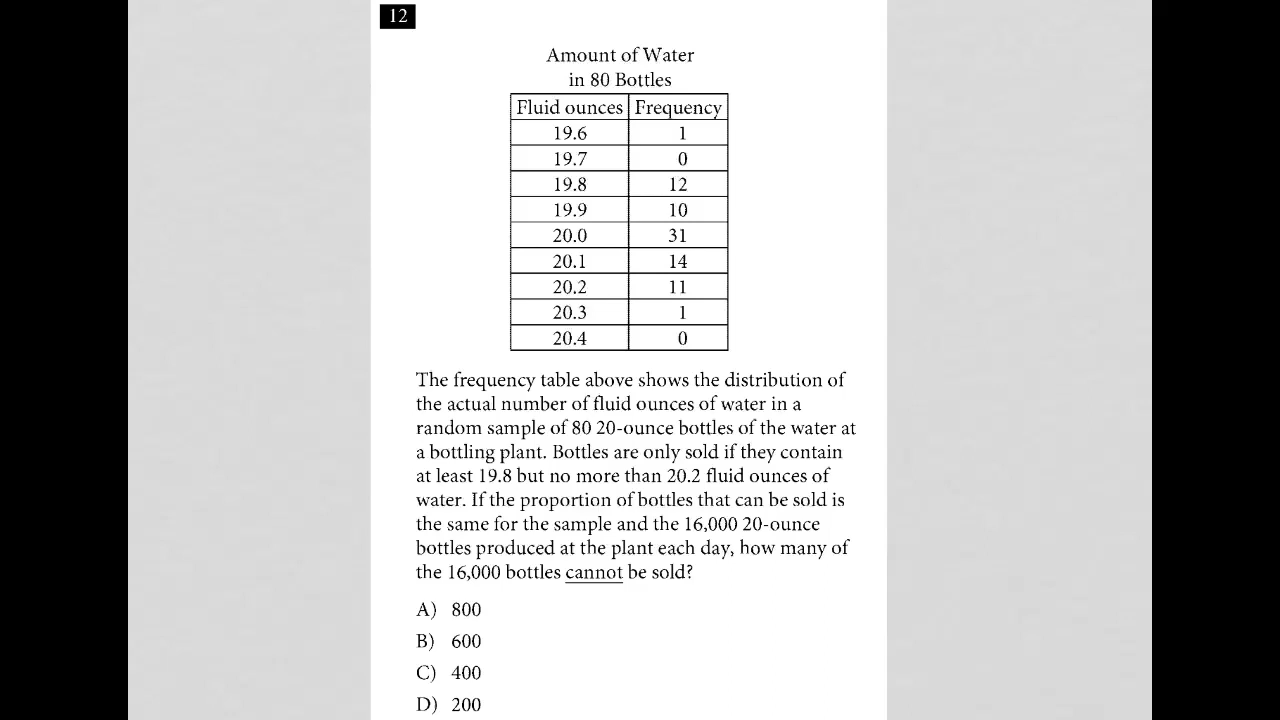 12
Amount of Water
in 80 Bottles
Fluid ounces Frequency
19.6 1
19.7 0
19.8 12
19.9 10
20.0 31
20.1 14
20.2 11
20.3 1
20.4 0
The frequency table above shows the distribution of
the actual number of fluid ounces of water in a
random sample of 80 20-ounce bottles of the water at
a bottling plant. Bottles are only sold if they contain
at least 19.8 but no more than 20.2 fluid ounces of
water. If the proportion of bottles that can be sold is
the same for the sample and the 16,000 20-ounce
bottles produced at the plant each day, how many of
the 16,000 bottles cannot be sold?
A) 800
B) 600
C) 400
D) 200